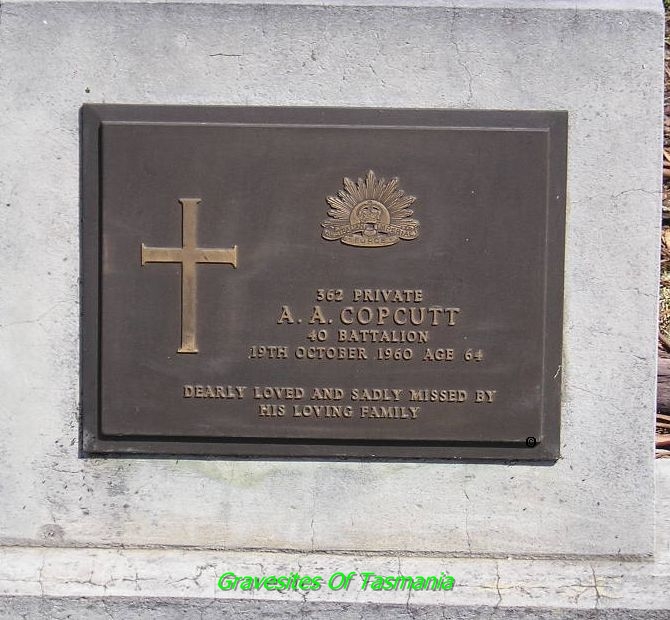 362 PRIVATE
A. A. COPCUTT
40 BATTALION
19TH OCTOBER 1960 AGE 64
DEARLY LOVED AND SADLY MISSED BY
HIS LOVING FAMILY
©
Gravesites Of Tasmania